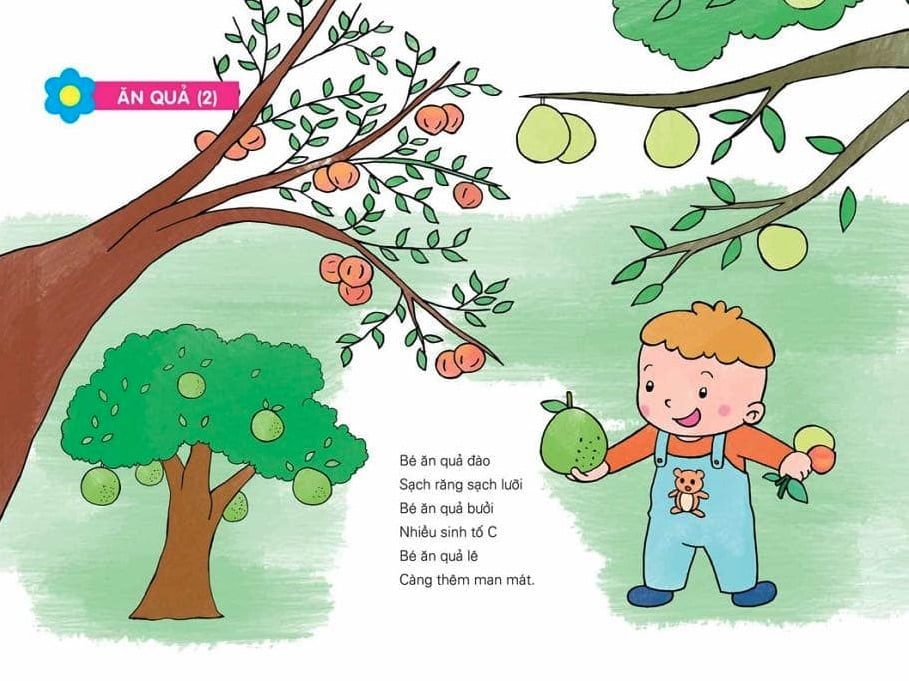 ĂN QUẢ (2)
Bé ăn quả đào
Sạch răng sạch lưỡi
Bé ăn quả bưởi
Nhiều sinh tố C
Bé ăn quả lê
Càng thêm man mát.